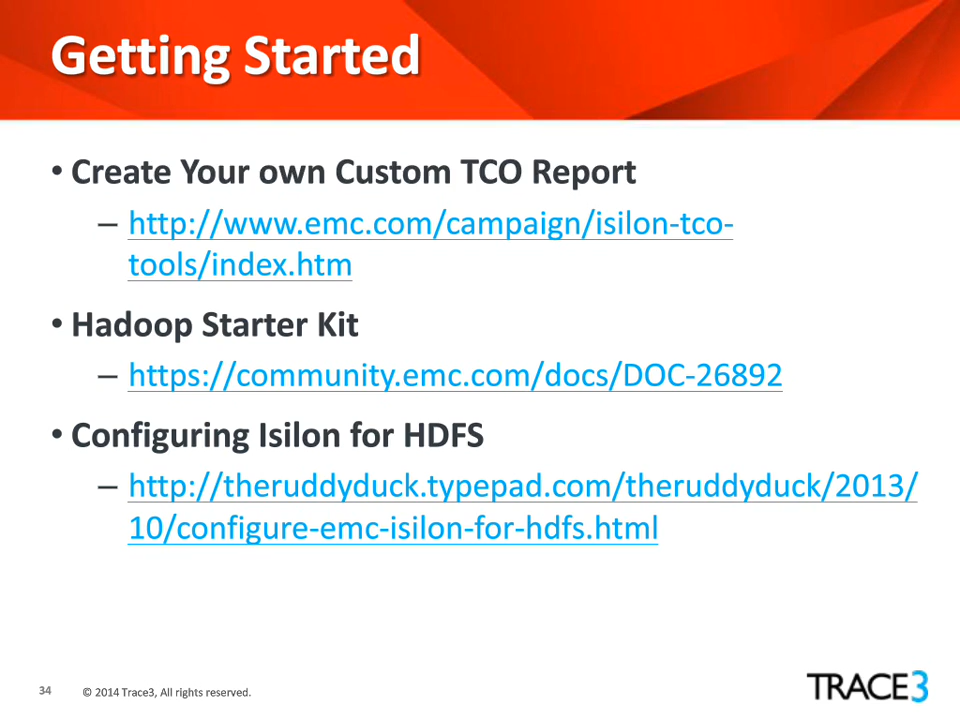 Getting Started
• Create Your own Custom TCO Report
– http://www.emc.com/campaign/isilon-tco-
tools/index.htm
• Hadoop Starter Kit
– https://community.emc.com/docs/DOC-26892
• Configuring Isilon for HDFS
– http://theruddyduck.typepad.com/theruddyduck/2013/
10/configure-emc-isilon-for-hdfs.html
34 © 2014 Trace3, All rights reserved.
TRACE3